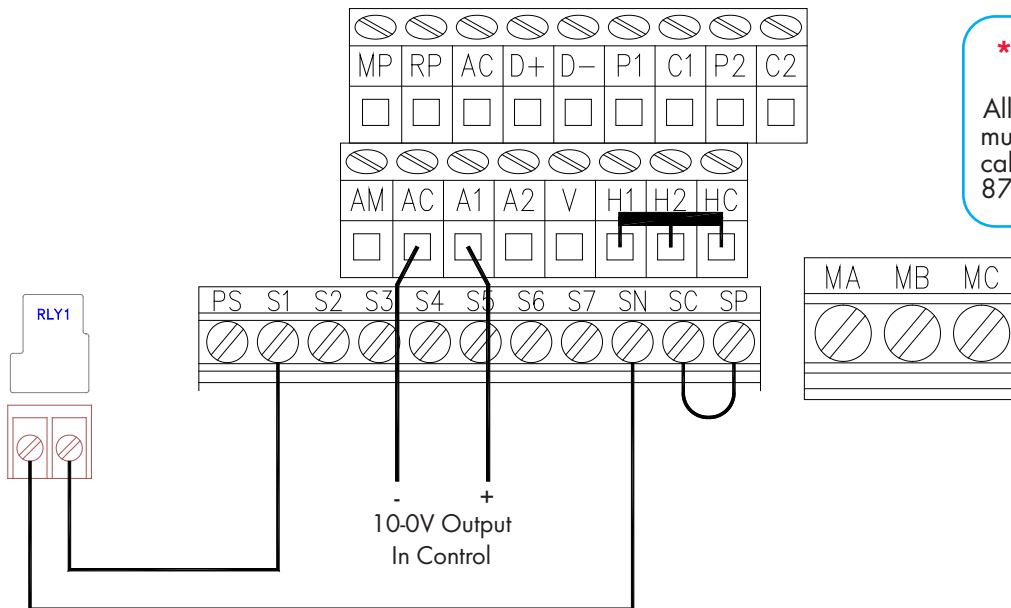 MP RP AC D+ D- P1 C1 P2 C2
*
All
mu
cal
87
AM AC A1 A2 V H1 H2 HC
MA MB MC
PS S1 S2 S3 S4 S5 S6 S7 SN SC SP
RLY1
- +
10-0V Output
In Control